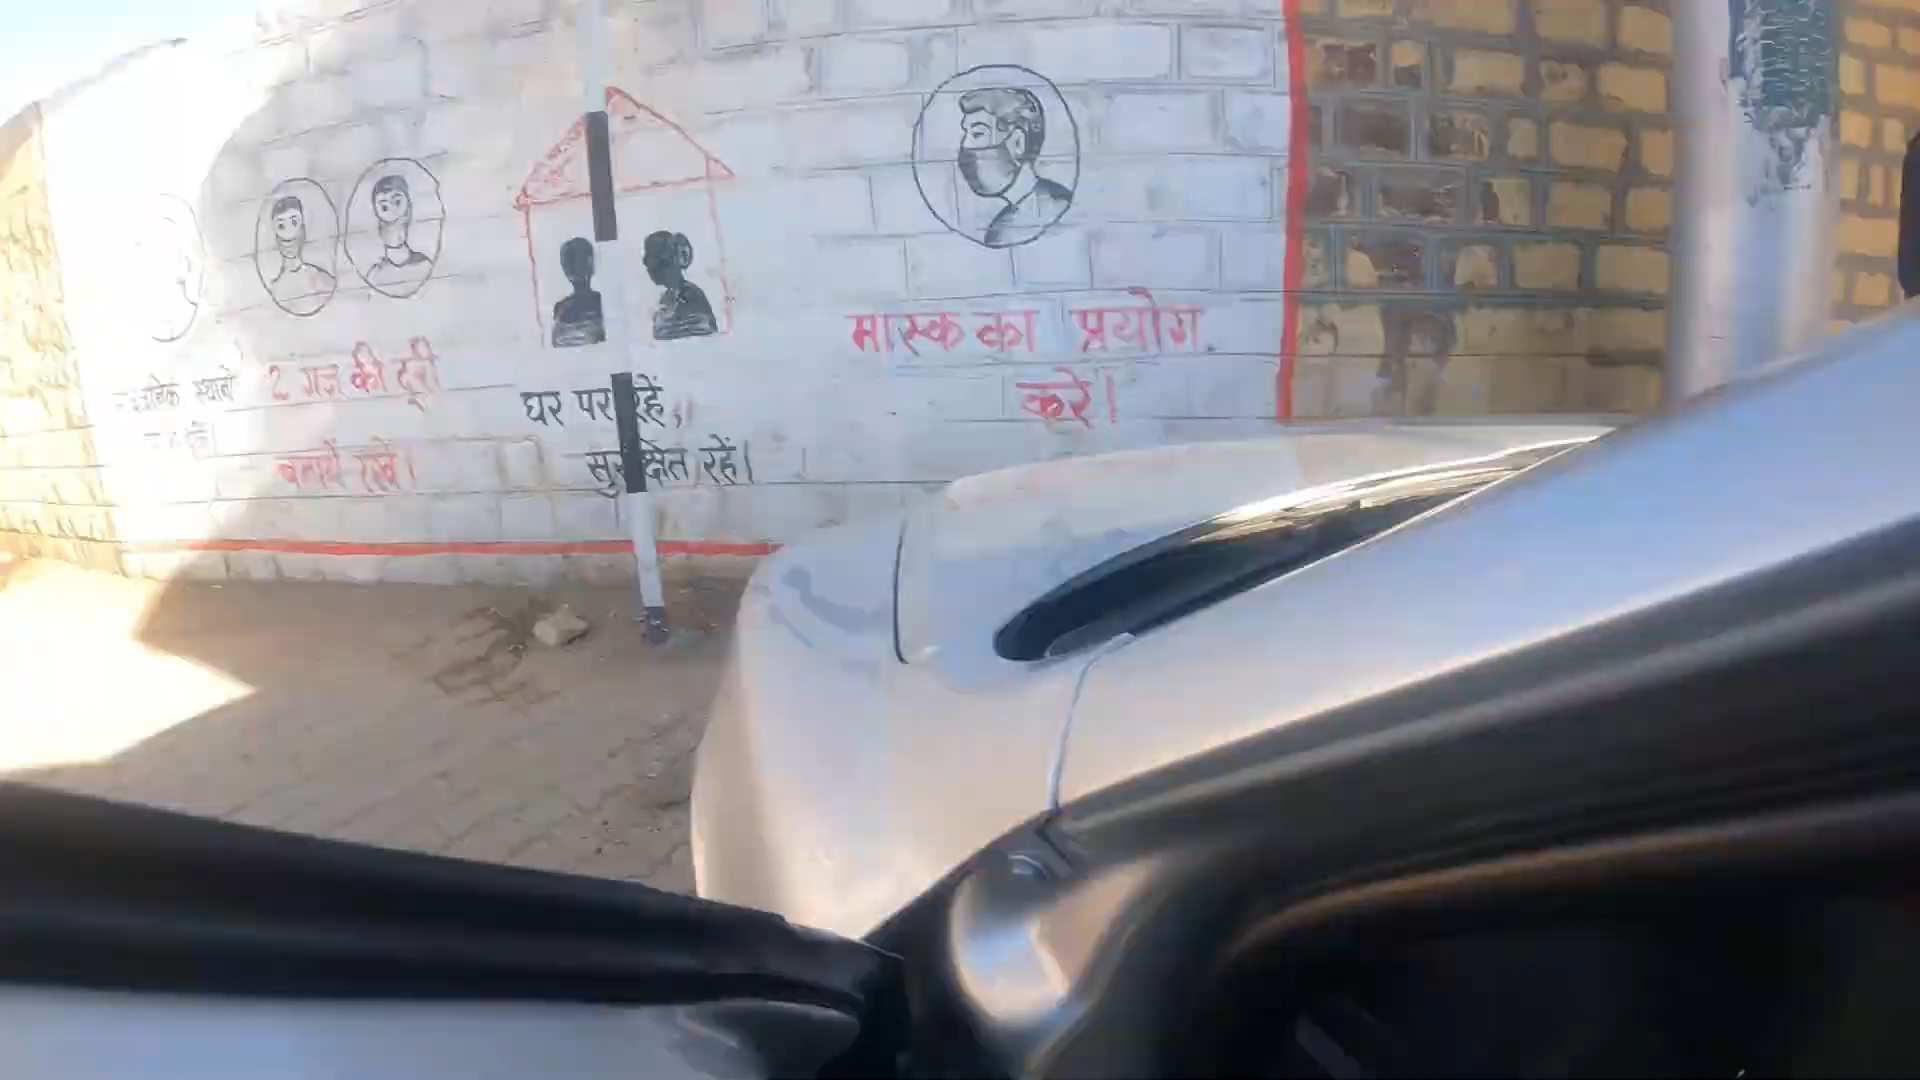 स्थानों
2 गज की दूरी
बनायें रखें।
घर पर रहें,
सुरक्षित रहें।
मास्क का प्रयोग
करे।